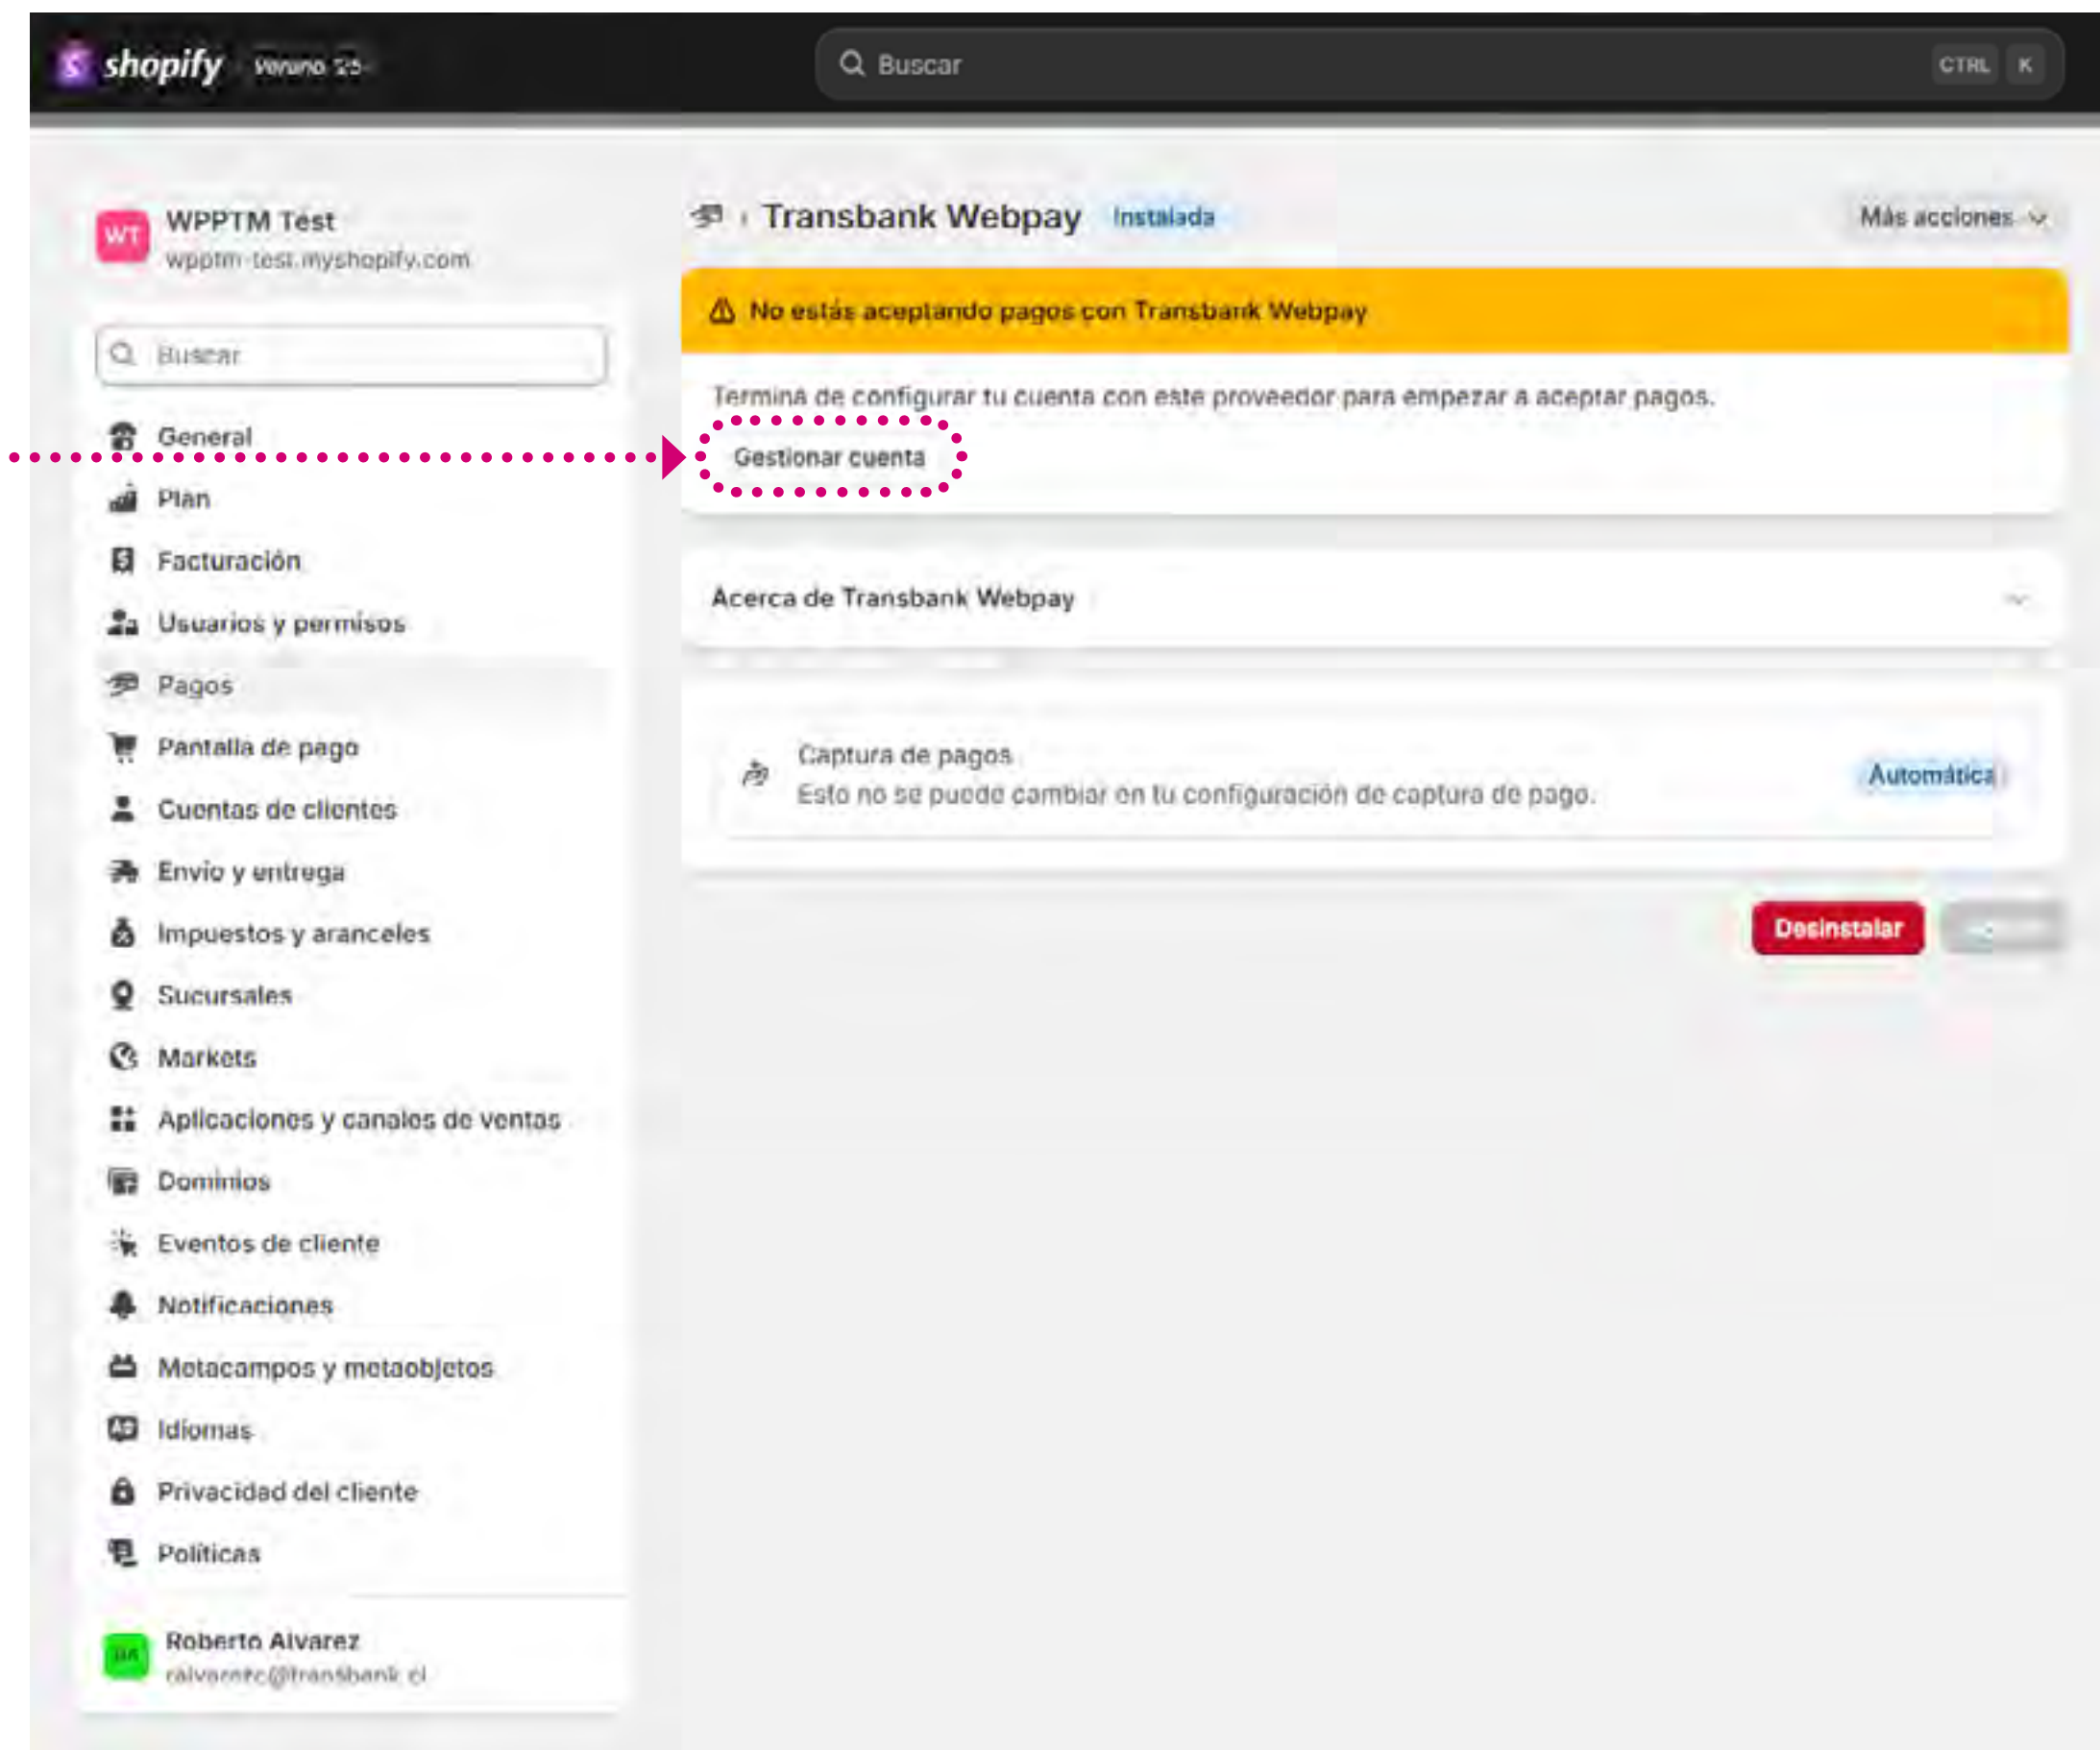 shopify Verano '25
Buscar
CTRL K
WPPTM Test
wpptm-test.myshopify.com
Buscar
General
Plan
Facturación
Usuarios y permisos
Pagos
Pantalla de pago
Cuentas de clientes
Envío y entrega
Impuestos y aranceles
Sucursales
Markets
Aplicaciones y canales de ventas
Dominios
Eventos de cliente
Notificaciones
Metacampos y metaobjetos
Idiomas
Privacidad del cliente
Políticas
Roberto Alvarez
Transbank Webpay Instalada
Más acciones
No estás aceptando pagos con Transbank Webpay
Termina de configurar tu cuenta con este proveedor para empezar a aceptar pagos.
Gestionar cuenta
Acerca de Transbank Webpay
Captura de pagos
Esto no se puede cambiar en tu configuración de captura de pago.
Automática
Desinstalar